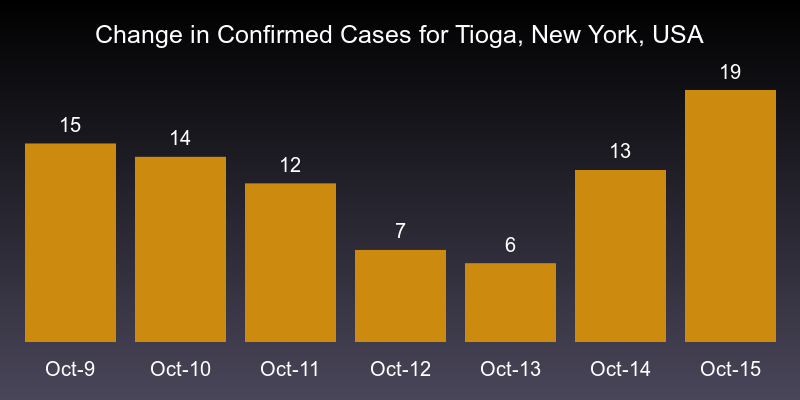 Change in Confirmed Cases for Tioga, New York, USA
15
14
12
7
6
13
19
Oct-9
Oct-10
Oct-11
Oct-12
Oct-13
Oct-14
Oct-15